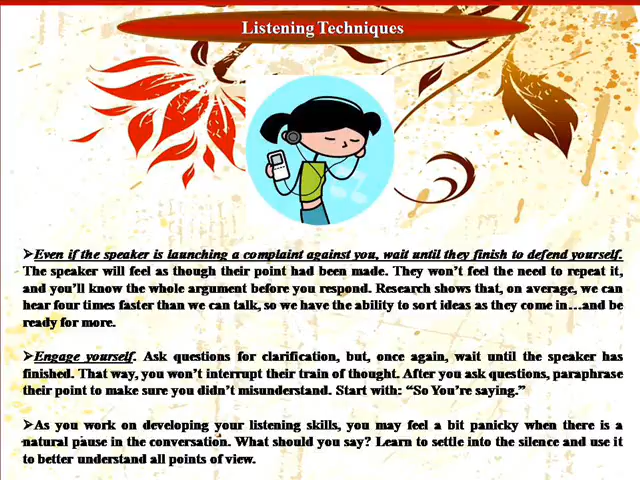 Listening Techniques
➢Even if the speaker is launching a complaint against you, wait until they finish to defend yourself.
The speaker will feel as though their point had been made. They won't feel the need to repeat it,
and you'll know the whole argument before you respond. Research shows that, on average, we can
hear four times faster than we can talk, so we have the ability to sort ideas as they come in…and be
ready for more.
➢Engage yourself. Ask questions for clarification, but, once again, wait until the speaker has
finished. That way, you won't interrupt their train of thought. After you ask questions, paraphrase
their point to make sure you didn't misunderstand. Start with: "So You're saying."
➢As you work on developing your listening skills, you may feel a bit panicky when there is a
natural pause in the conversation. What should you say? Learn to settle into the silence and use it
to better understand all points of view.